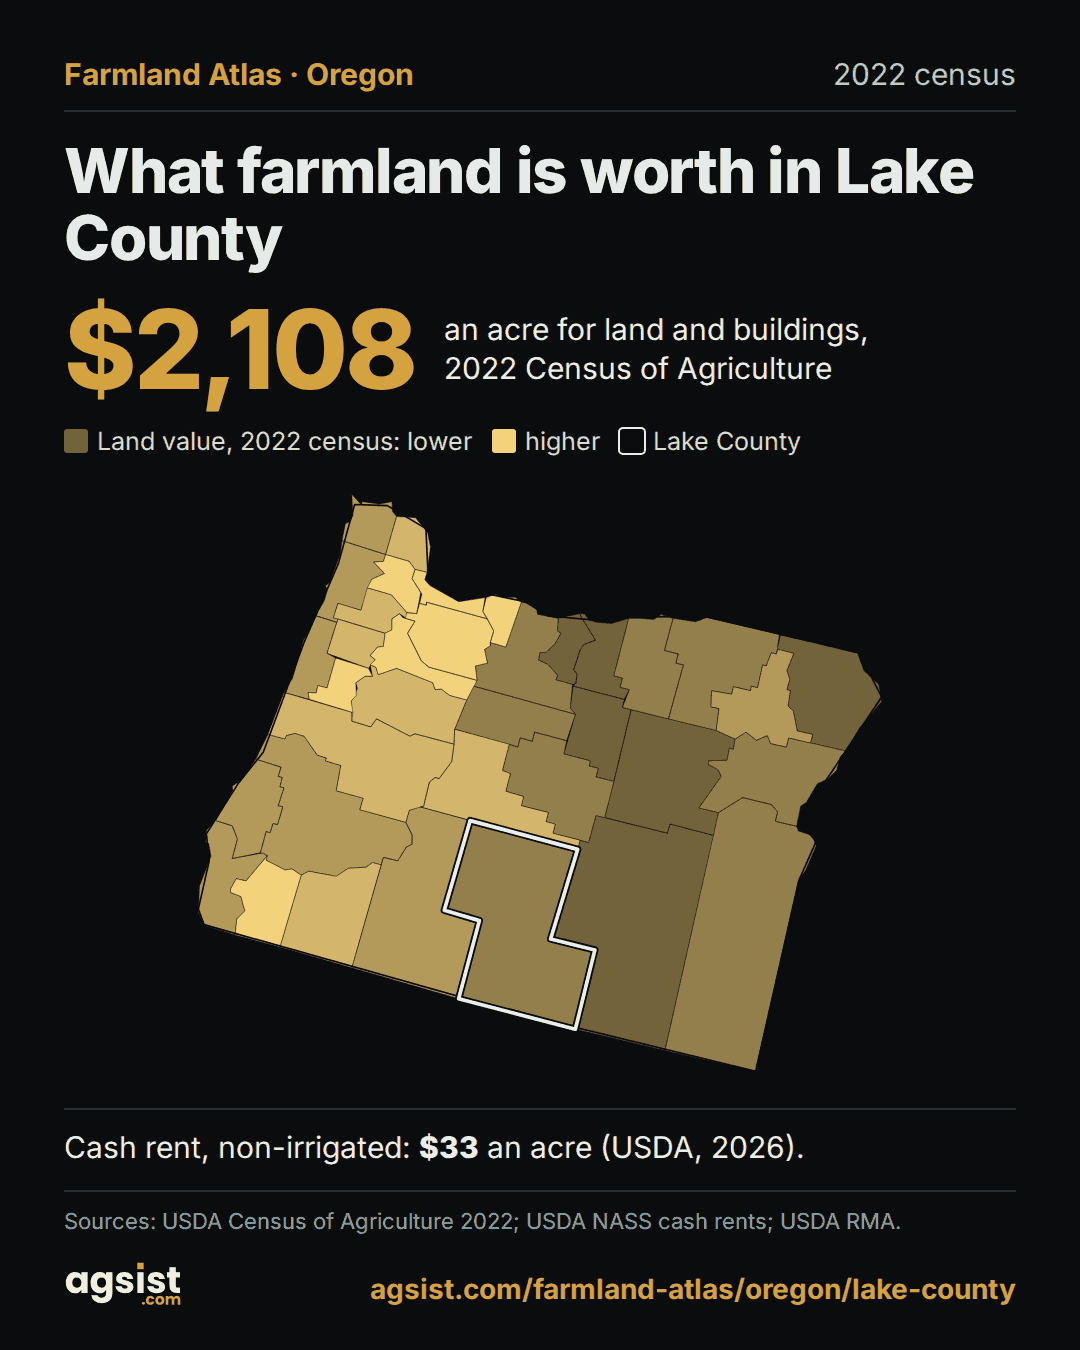 Farmland Atlas · Oregon
2022 census
What farmland is worth in Lake
County
$2,108
an acre for land and buildings,
2022 Census of Agriculture
Land value, 2022 census: lower
higher
Lake County
Cash rent, non-irrigated: $33 an acre (USDA, 2026).
Sources: USDA Census of Agriculture 2022; USDA NASS cash rents; USDA RMA.
agsist
.com
agsist.com/farmland-atlas/oregon/lake-county